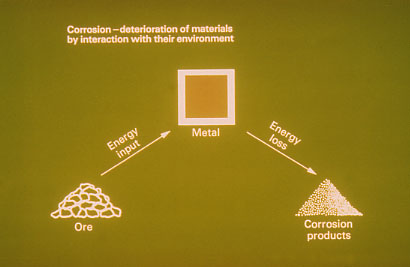 Corrosion – deterioration of materials
by interaction with their environment
Metal
Energy
input
Energy
loss
Ore
Corrosion
products